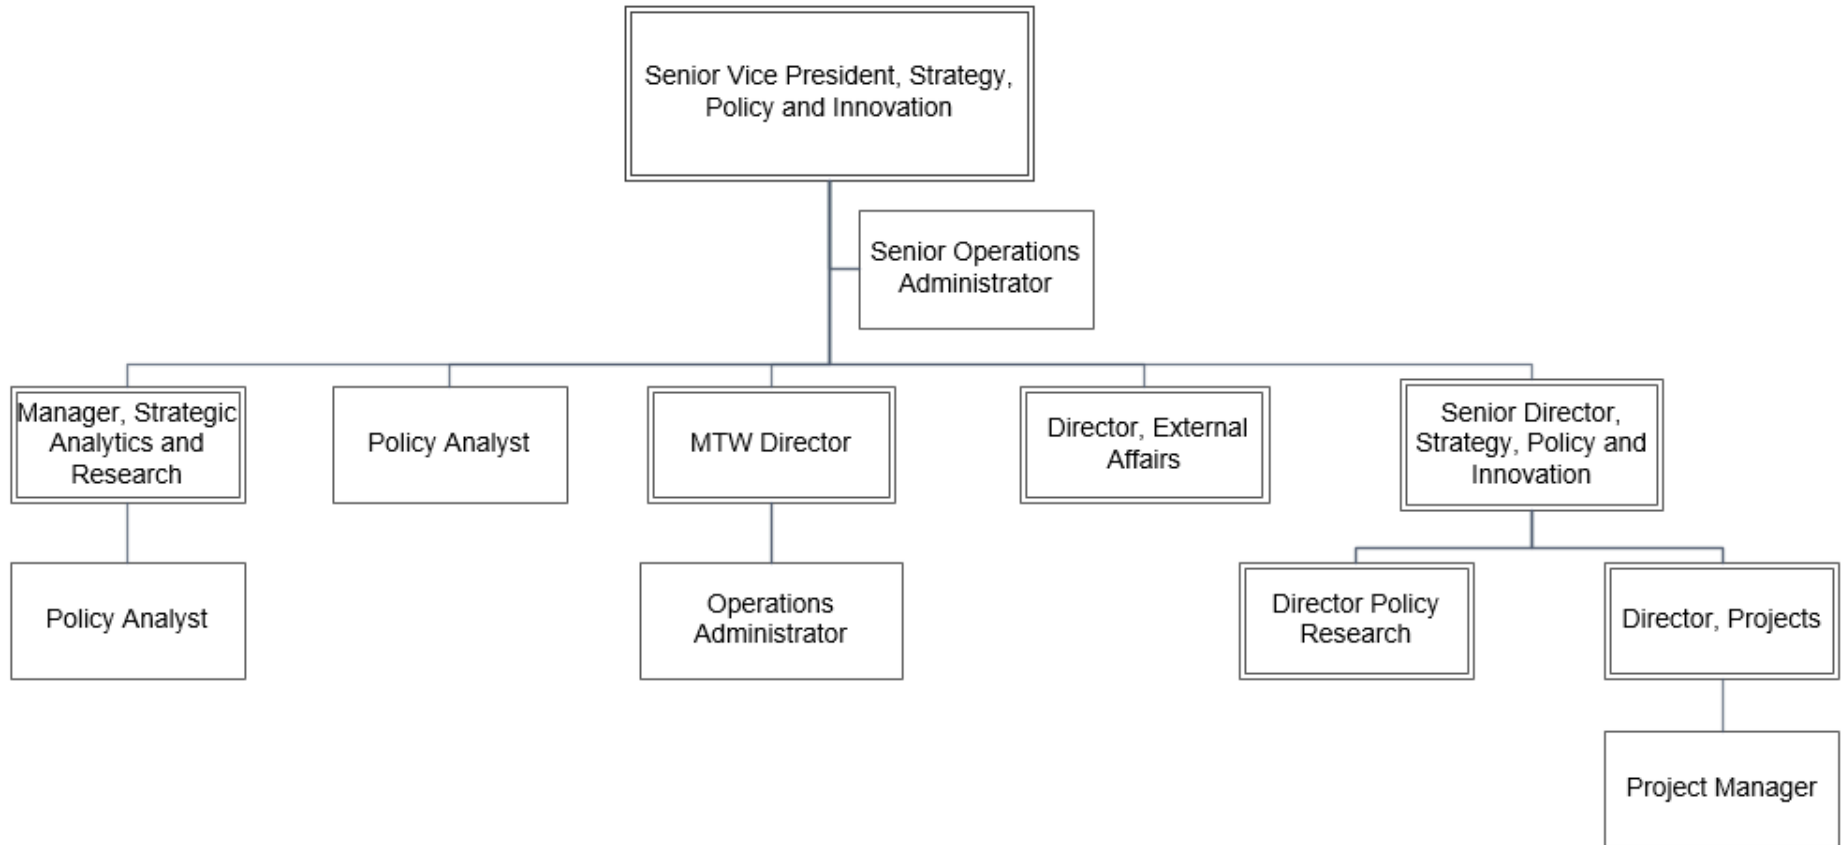 Senior Vice President, Strategy,
Policy and Innovation
Senior Operations
Administrator
Manager, Strategic
Analytics and
Research
Policy Analyst
MTW Director
Director, External
Affairs
Senior Director,
Strategy, Policy and
Innovation
Policy Analyst
Operations
Administrator
Director Policy
Research
Director, Projects
Project Manager